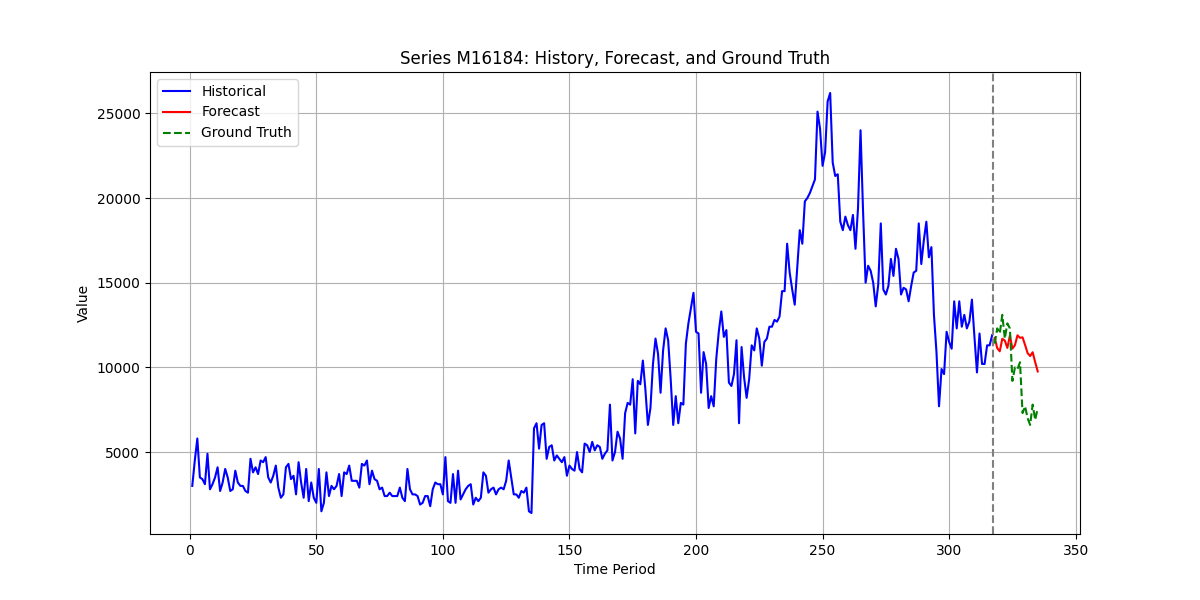 Series M16184: History, Forecast, and Ground Truth
Historical
Forecast
Ground Truth
25000
20000
15000
10000
5000
Value
0 50 100 150 200 250 300 350
Time Period